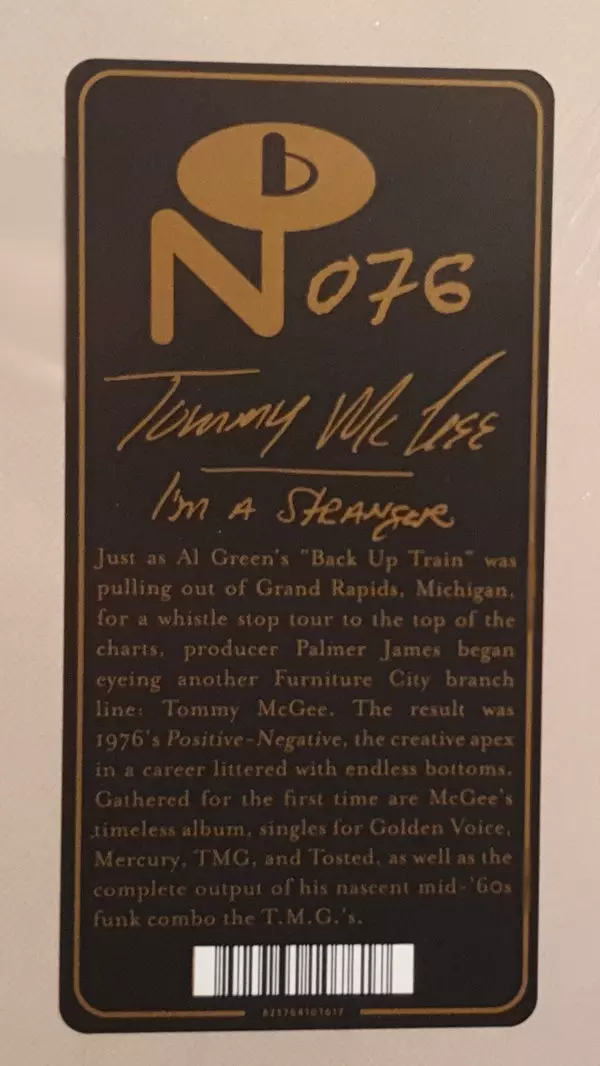 No 076
Tommy McGee
I'm A Stranger
Just as Al Green's "Back Up Train" was
pulling out of Grand Rapids, Michigan,
for a whistle stop tour to the top of the
charts, producer Palmer James began
eyeing another Furniture City branch
line: Tommy McGee. The result was
1976's Positive-Negative, the creative apex
in a career littered with endless bottoms.
Gathered for the first time are McGee's
timeless album, singles for Golden Voice,
Mercury, TMG, and Tosted, as well as the
complete output of his nascent mid-'60s
funk combo the T.M.G.'s.